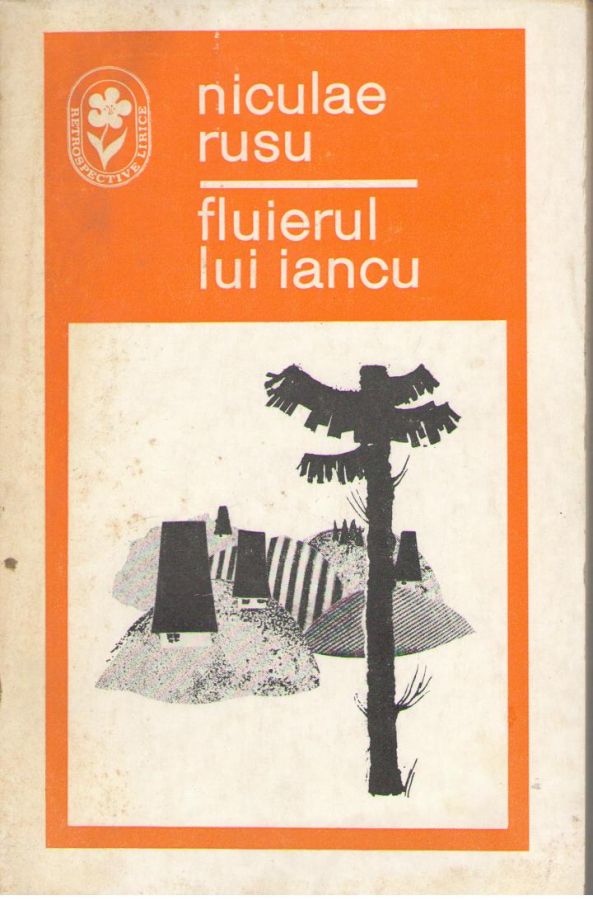 RETROSPECTIVE LIRICE
niculae
rusu
fluierul
lui iancu